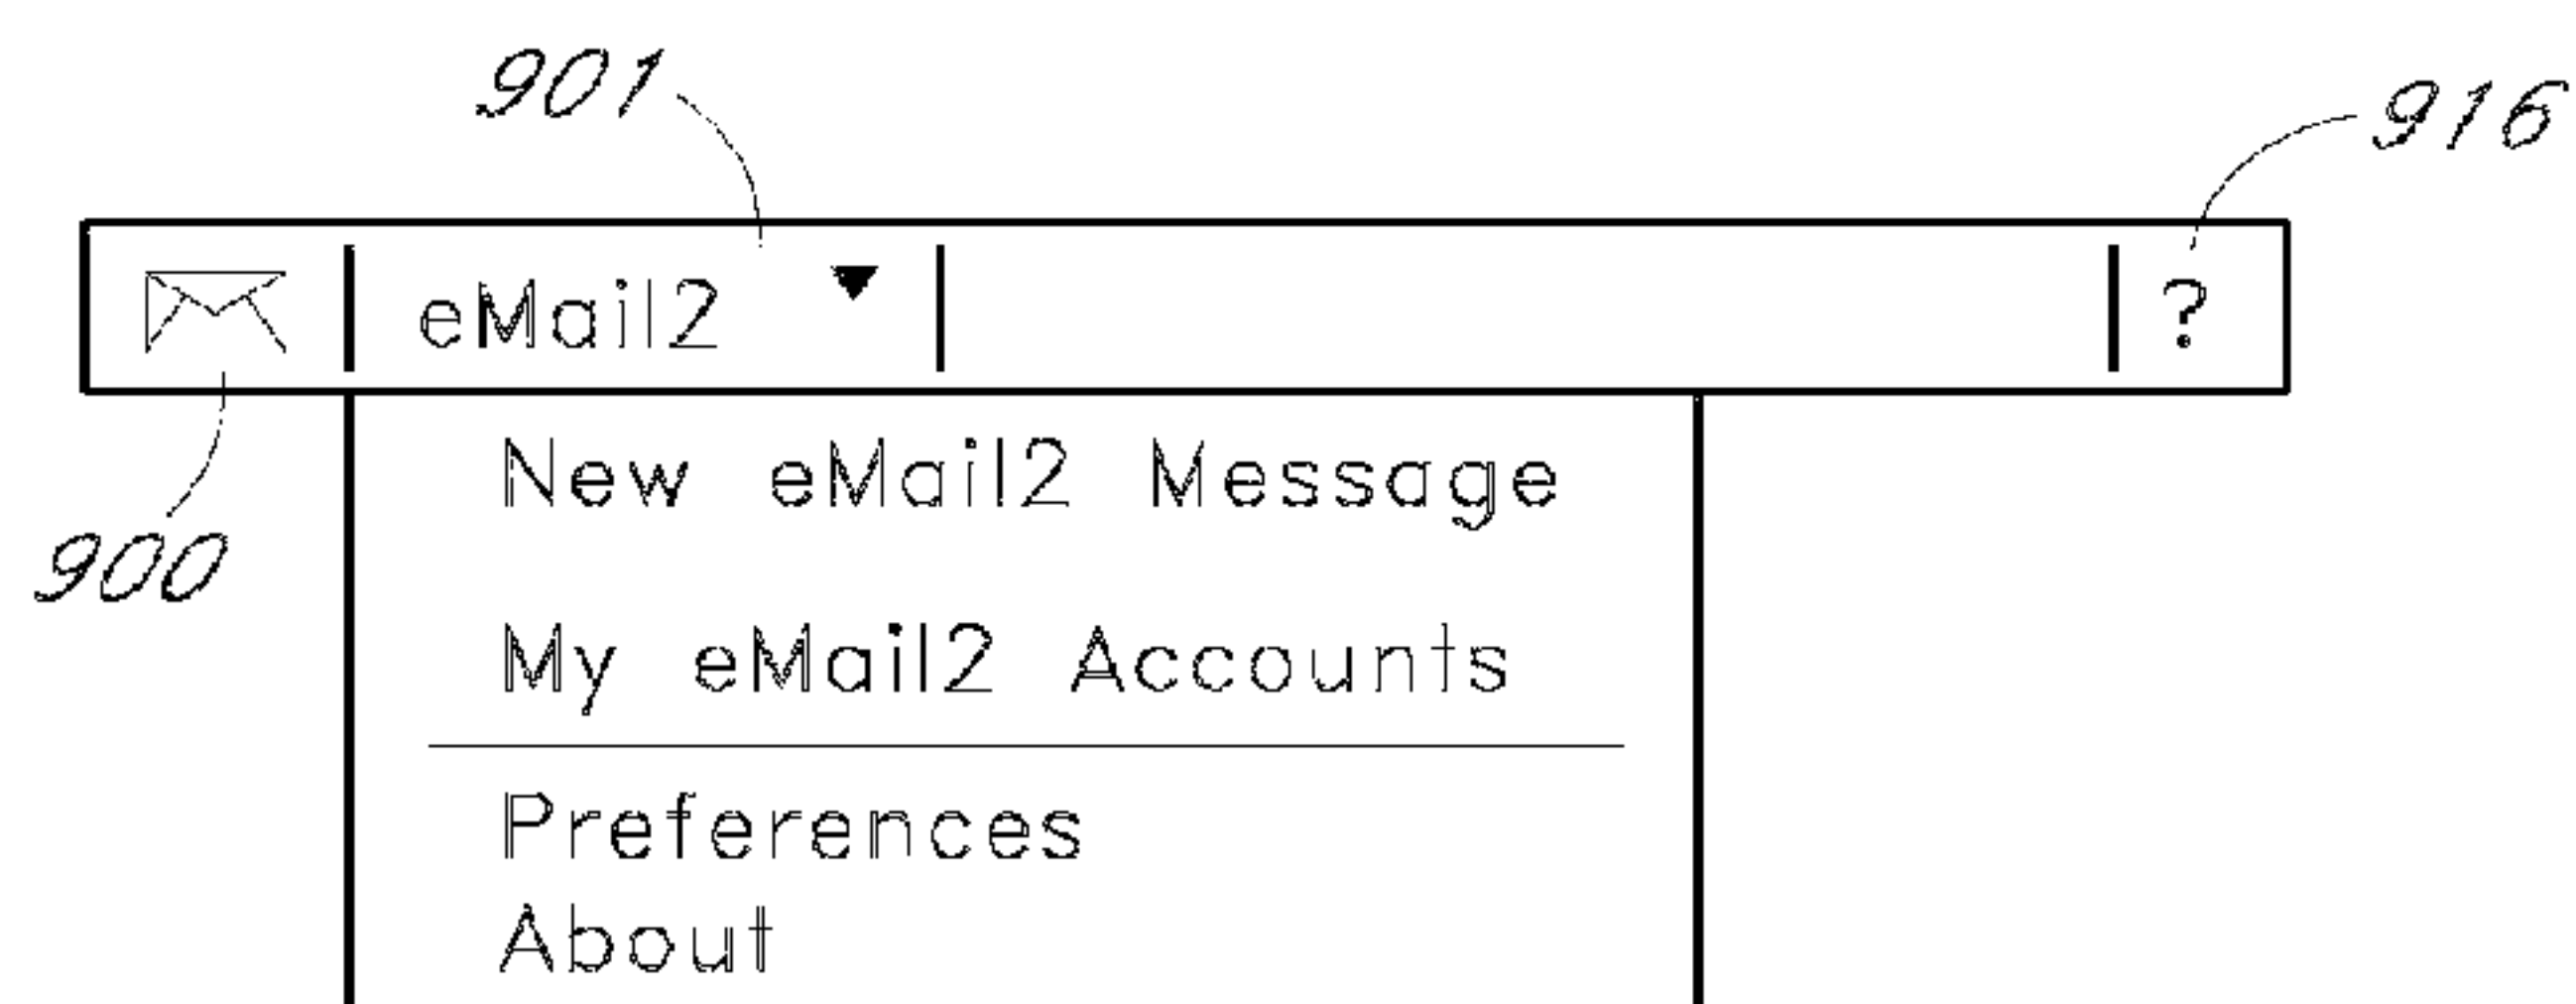 901
916
eMail2 ?
New eMail2 Message
900
My eMail2 Accounts
Preferences
About